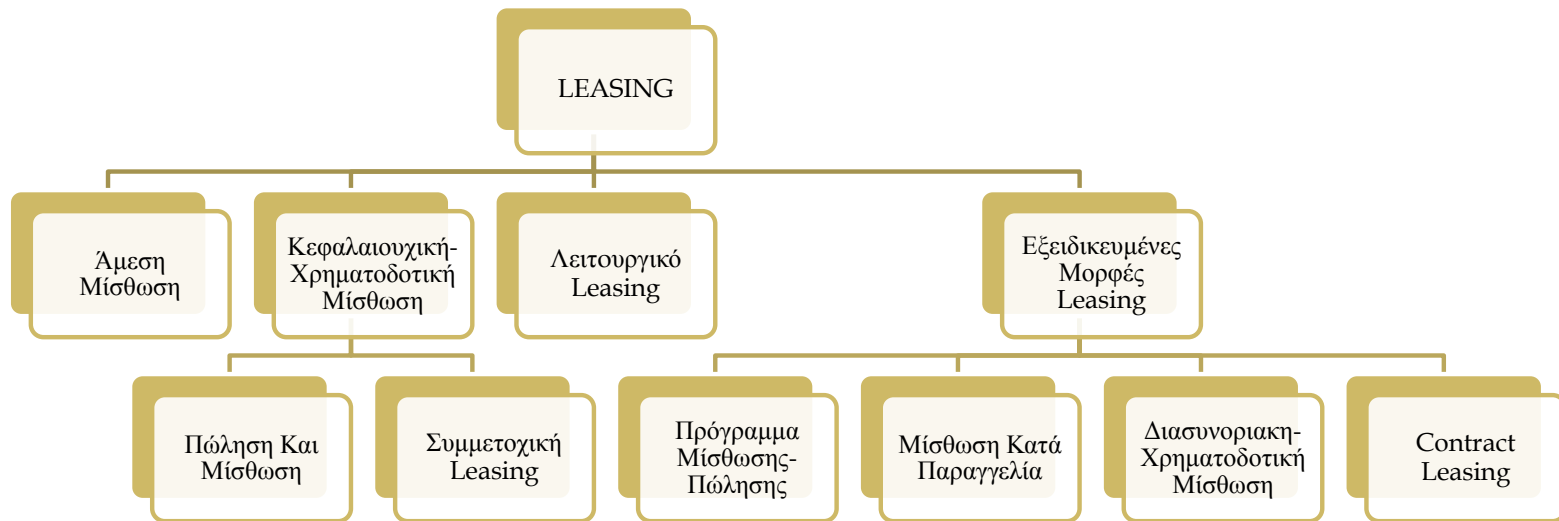 LEASING
Άμεση
Μίσθωση
Κεφαλαιουχική-
Χρηματοδοτική
Μίσθωση
Λειτουργικό
Leasing
Εξειδικευμένες
Μορφές
Leasing
Πώληση Και
Μίσθωση
Συμμετοχική
Leasing
Πρόγραμμα
Μίσθωσης-
Πώλησης
Μίσθωση Κατά
Παραγγελία
Διασυνοριακη-
Χρηματοδοτική
Μίσθωση
Contract
Leasing